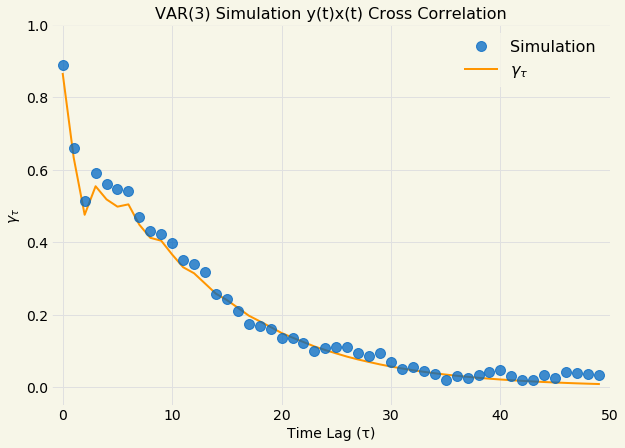 VAR(3) Simulation y(t)x(t) Cross Correlation
1.0
0.8
0.6
0.4
0.2
0.0
γτ
Simulation
γτ
0 10 20 30 40 50
Time Lag (τ)